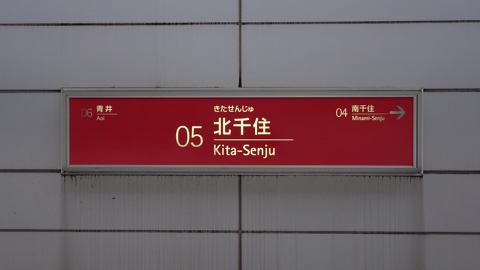 06 青井
Aoi
きたせんじゅ
05 北千住
Kita-Senju
04 南千住
Minami-Senju